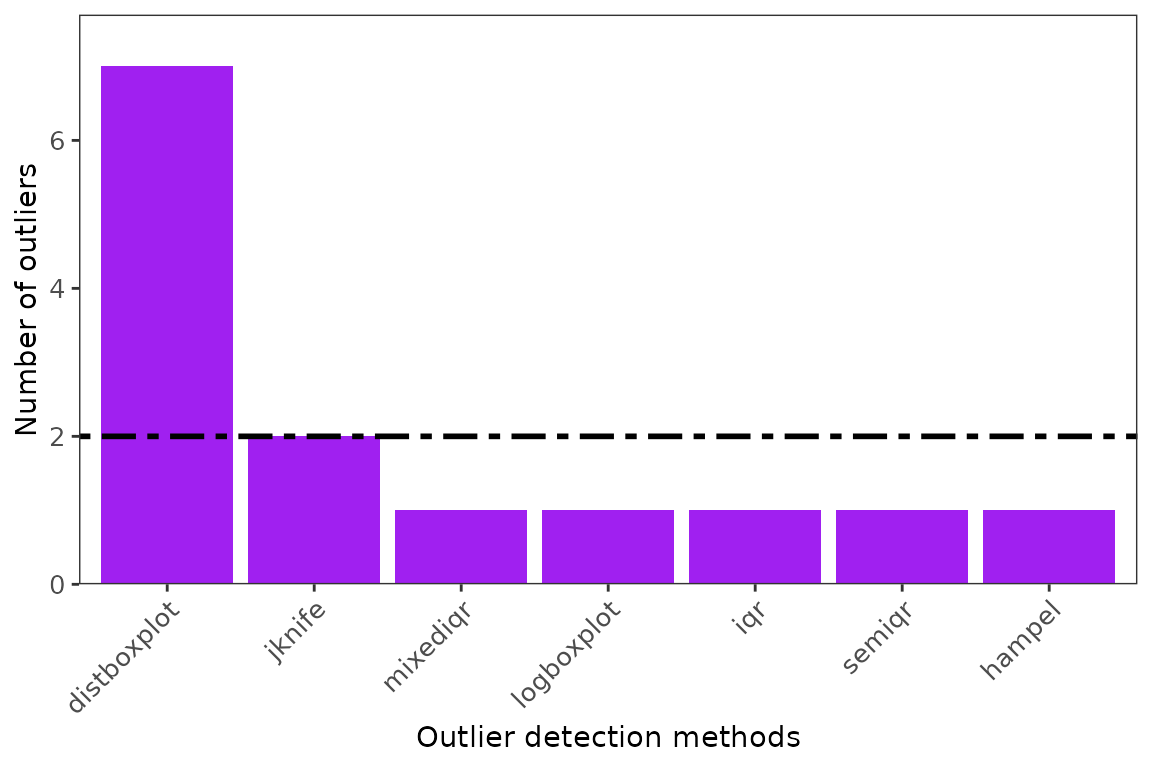 Number of outliers
6
4
2
0
distboxplot
jknife
mixediqr
logboxplot
iqr
semiqr
hampel
Outlier detection methods